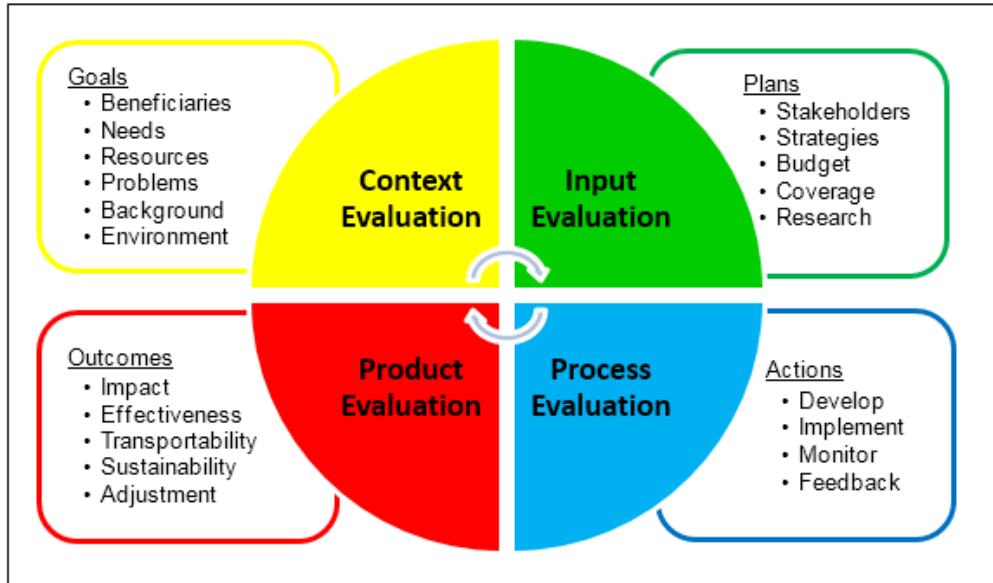 Goals
• Beneficiaries
• Needs
• Resources
• Problems
• Background
• Environment
Context
Evaluation
Input
Evaluation
Plans
• Stakeholders
• Strategies
• Budget
• Coverage
• Research
Outcomes
• Impact
• Effectiveness
• Transportability
• Sustainability
• Adjustment
Product
Evaluation
Process
Evaluation
Actions
• Develop
• Implement
• Monitor
• Feedback